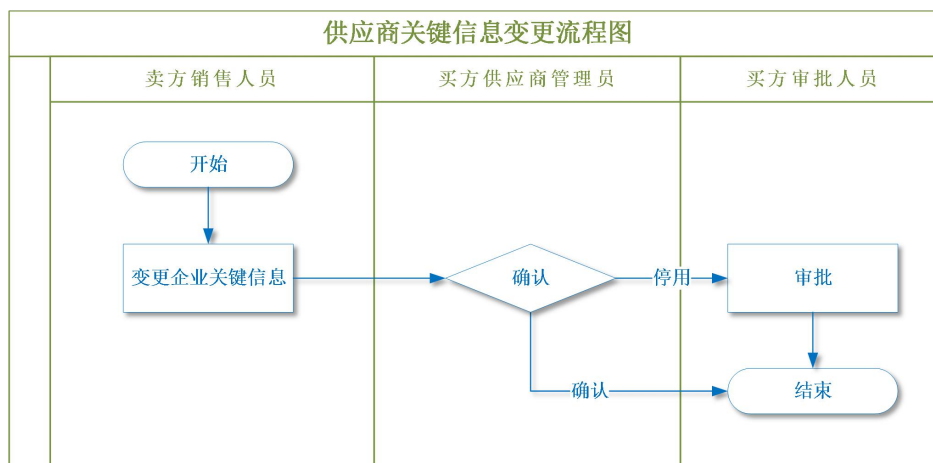 供应商关键信息变更流程图
卖方销售人员
买方供应商管理员
买方审批人员
开始
变更企业关键信息
确认
停用
审批
确认
结束